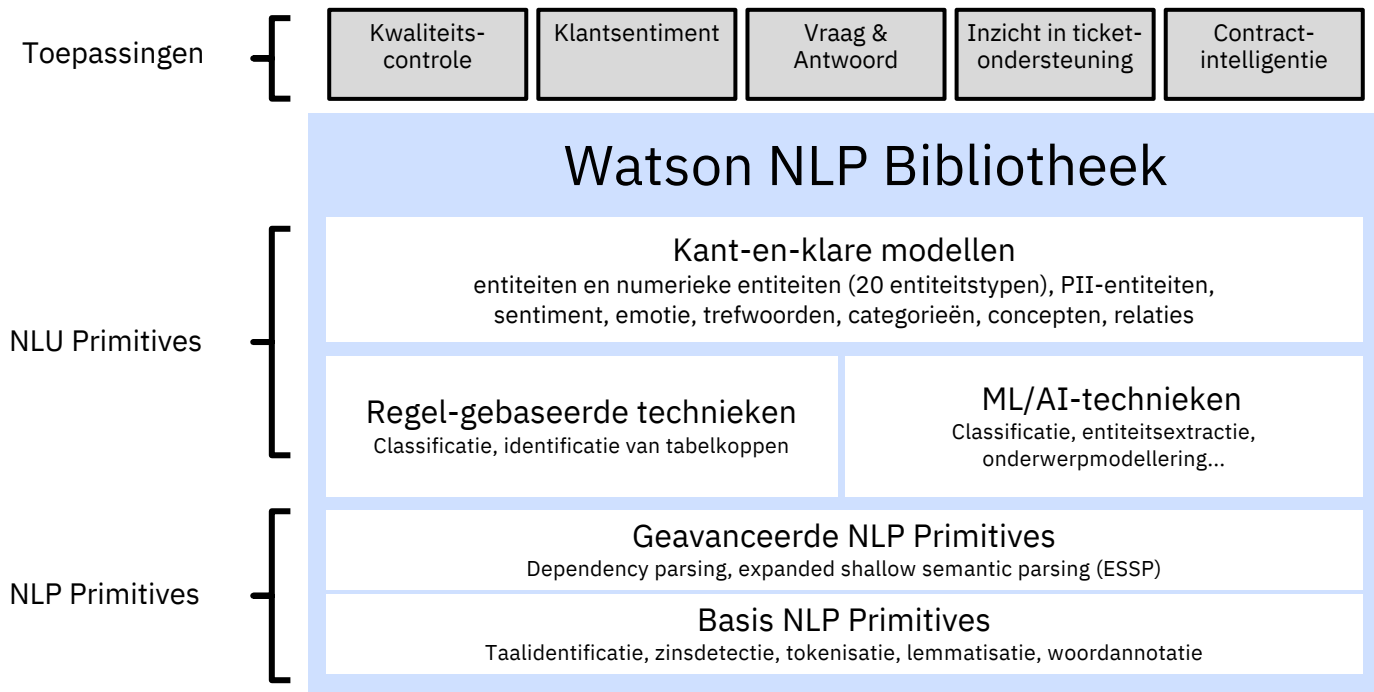 Toepassingen
Kwaliteits-
controle
Klantsentiment
Vraag &
Antwoord
Inzicht in ticket-
ondersteuning
Contract-
intelligentie
Watson NLP Bibliotheek
NLU Primitives
Kant-en-klare modellen
entiteiten en numerieke entiteiten (20 entiteitstypen), PII-entiteiten,
sentiment, emotie, trefwoorden, categorieën, concepten, relaties
Regel-gebaseerde technieken
Classificatie, identificatie van tabelkoppen
ML/AI-technieken
Classificatie, entiteitsextractie,
onderwerpmodellering...
NLP Primitives
Geavanceerde NLP Primitives
Dependency parsing, expanded shallow semantic parsing (ESSP)
Basis NLP Primitives
Taalidentificatie, zinsdetectie, tokenisatie, lemmatisatie, woordannotatie